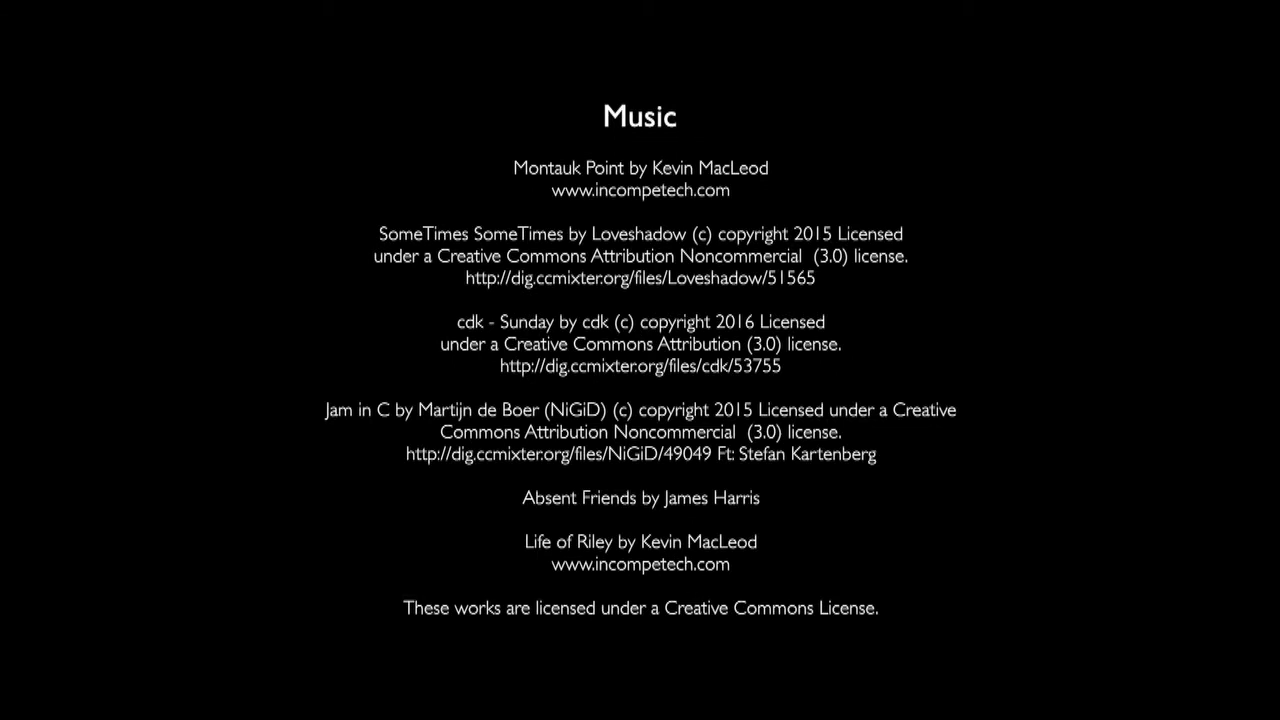 Music
Montauk Point by Kevin MacLeod
www.incompetech.com
SomeTimes SomeTimes by Loveshadow (c) copyright 2015 Licensed
under a Creative Commons Attribution Noncommercial  (3.0) license.
http://dig.ccmixter.org/files/Loveshadow/51565
cdk - Sunday by cdk (c) copyright 2016 Licensed
under a Creative Commons Attribution (3.0) license.
http://dig.ccmixter.org/files/cdk/53755
Jam in C by Martijn de Boer (NiGiD) (c) copyright 2015 Licensed under a Creative
Commons Attribution Noncommercial  (3.0) license.
http://dig.ccmixter.org/files/NiGiD/49049 Ft: Stefan Kartenberg
Absent Friends by James Harris
Life of Riley by Kevin MacLeod
www.incompetech.com
These works are licensed under a Creative Commons License.